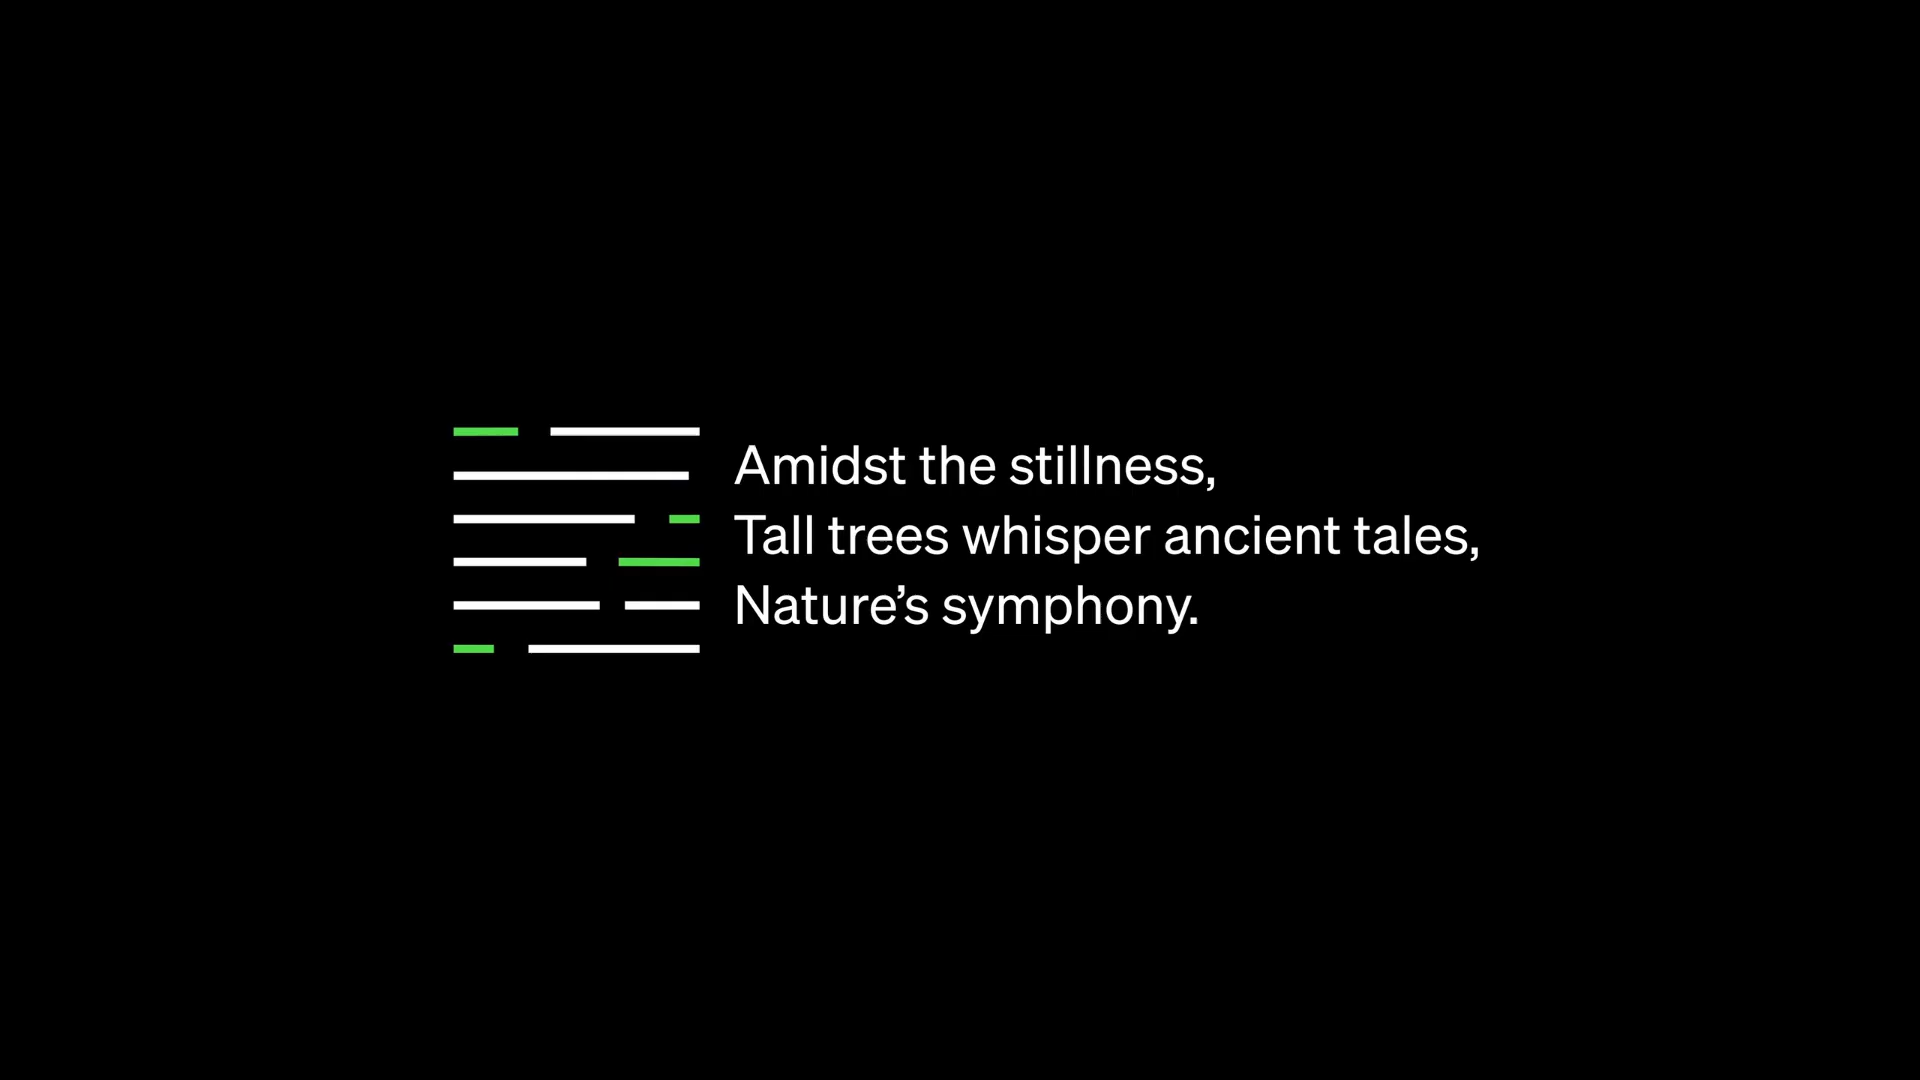 Amidst the stillness,
Tall trees whisper ancient tales,
Nature’s symphony.